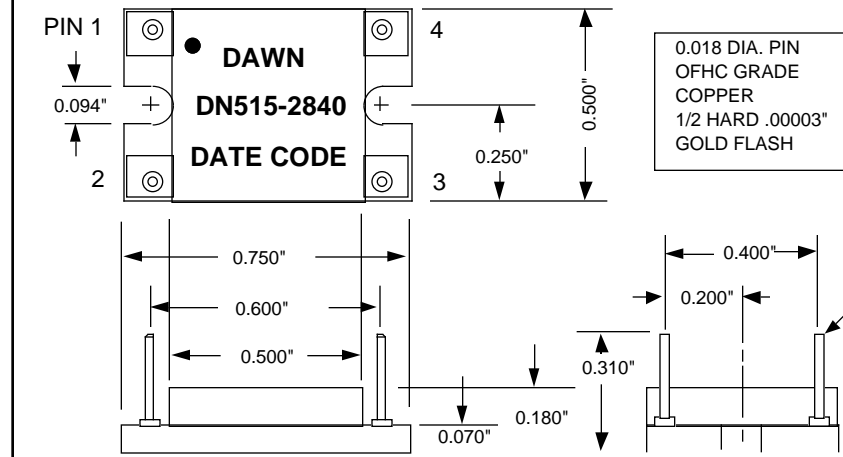 PIN 1
4
DAWN
DN515-2840
DATE CODE
0.094"
0.500"
0.250"
2
3
0.018 DIA. PIN
OFHC GRADE
COPPER
1/2 HARD .00003"
GOLD FLASH
0.750"
0.600"
0.500"
0.180"
0.070"
0.400"
0.200"
0.310"